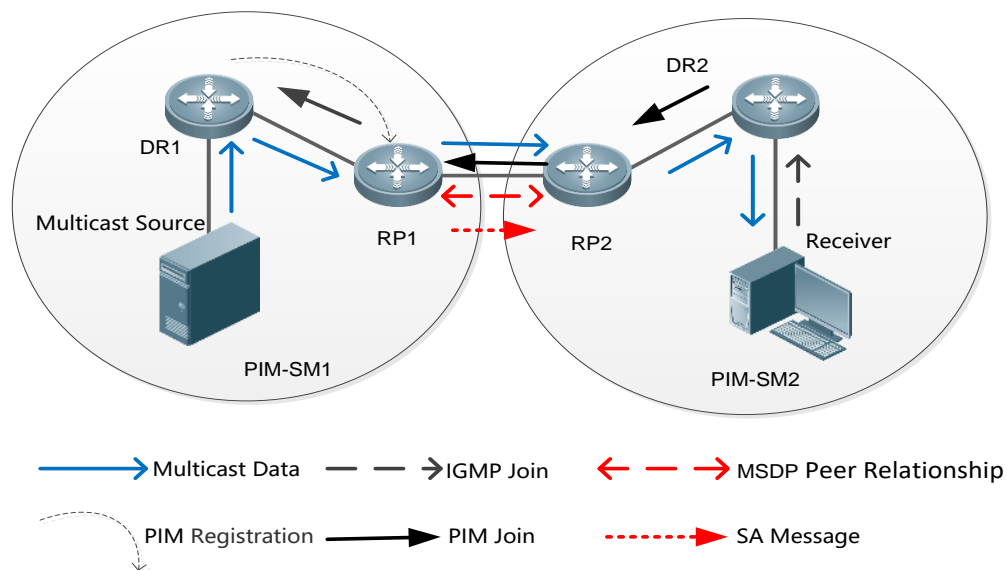 DR2
DR1
Multicast Source
RP1
RP2
Receiver
PIM-SM1
PIM-SM2
Multicast Data
IGMP Join
MSDP Peer Relationship
PIM Registration
PIM Join
SA Message